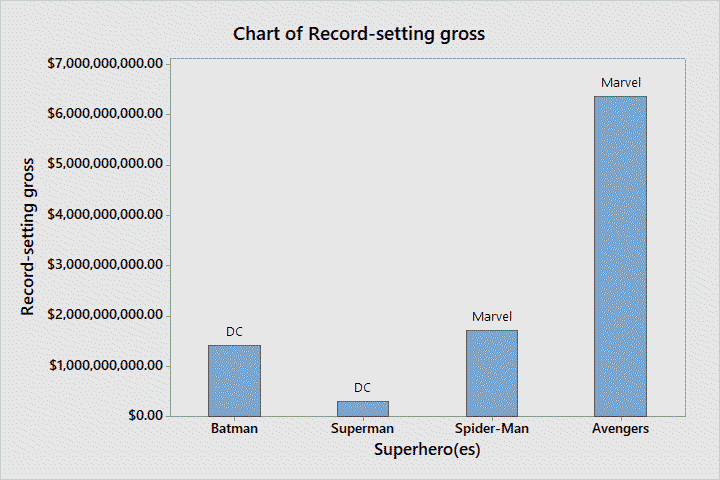 Chart of Record-setting gross
Record-setting gross
$7,000,000,000.00
$6,000,000,000.00
$5,000,000,000.00
$4,000,000,000.00
$3,000,000,000.00
$2,000,000,000.00
$1,000,000,000.00
$0.00
DC
DC
Marvel
Marvel
Batman
Superman
Spider-Man
Avengers
Superhero(es)